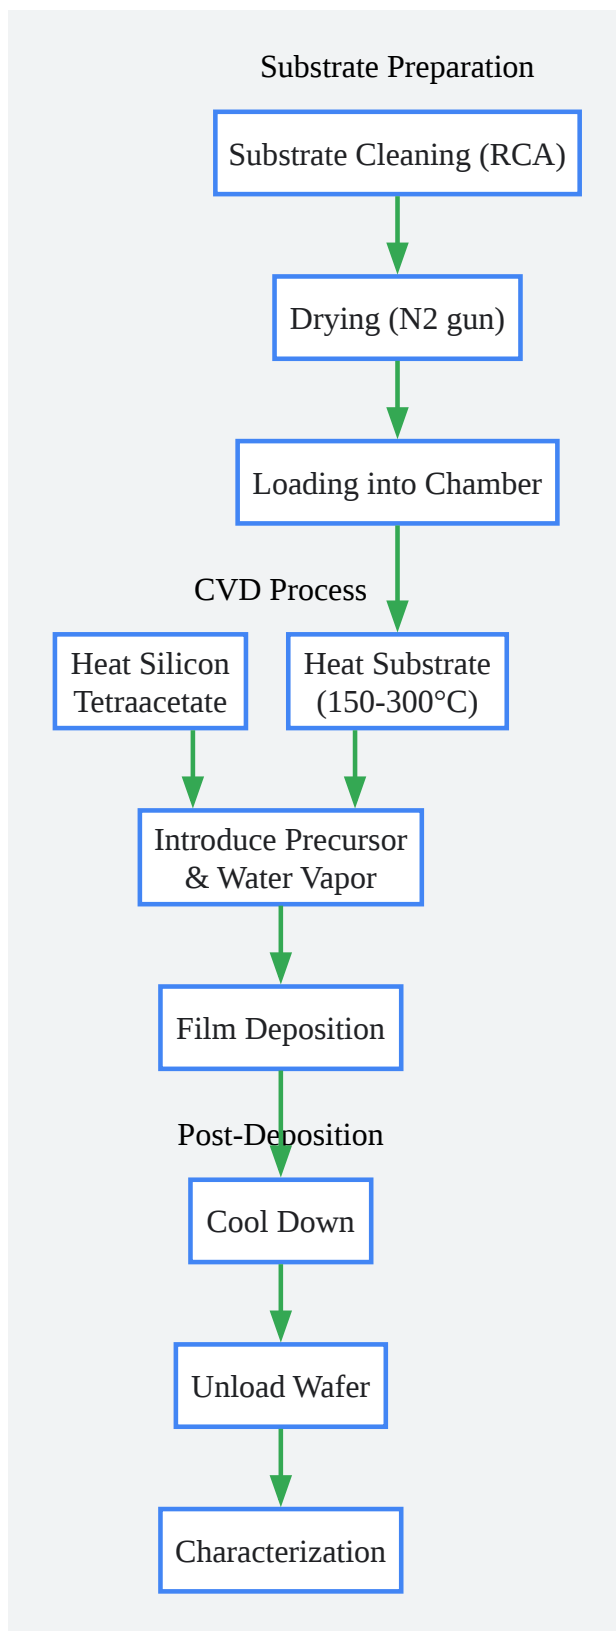 Substrate Preparation
Substrate Cleaning (RCA)
Drying (N2 gun)
Loading into Chamber
CVD Process
Heat Silicon
Tetraacetate
Heat Substrate
(150-300°C)
Introduce Precursor
& Water Vapor
Film Deposition
Post-Deposition
Cool Down
Unload Wafer
Characterization